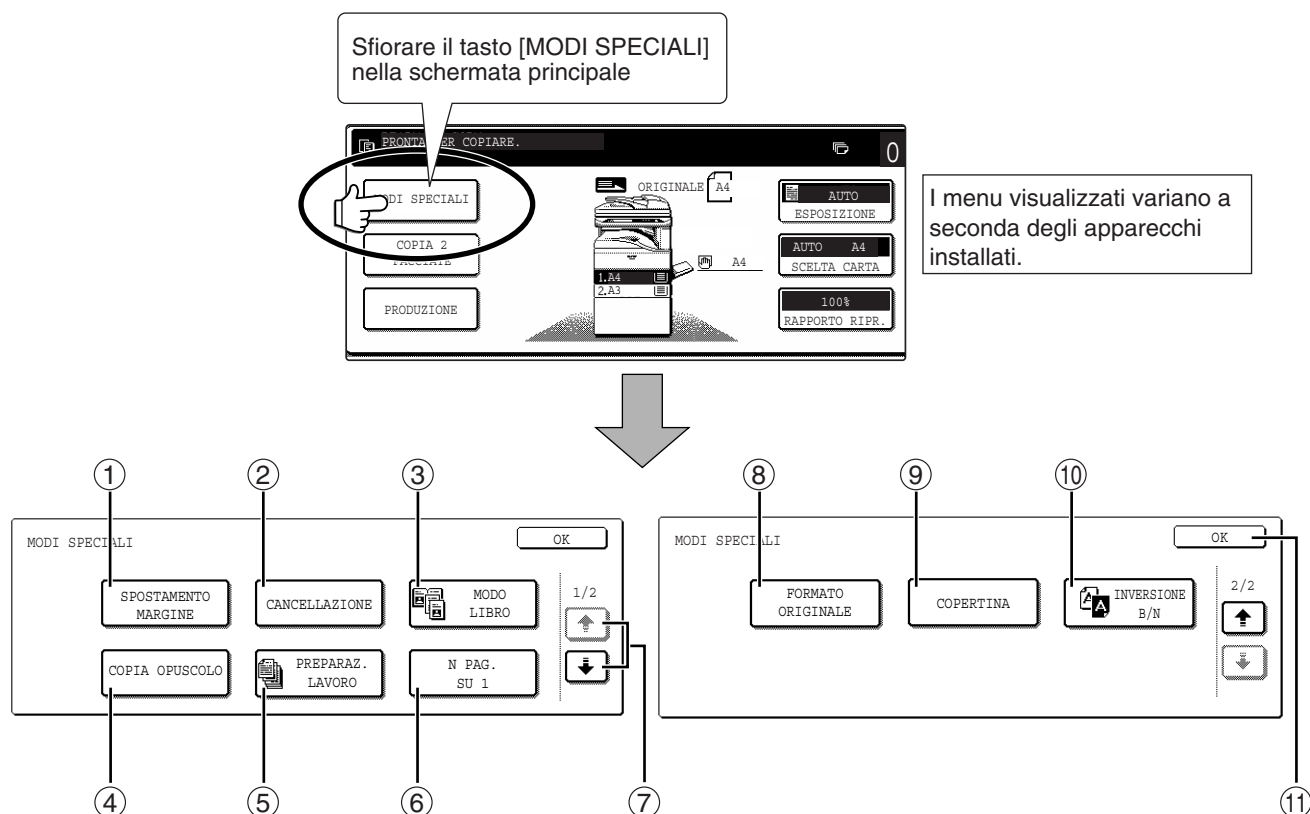 Sfiorare il tasto [MODI SPECIALI]
nella schermata principale
PRONTA PER COPIARE.
0
MODI SPECIALI
COPIA 2
FACCIATE
PRODUZIONE
ORIGINALE A4
1.A4
2.A3
A4
AUTO
ESPOSIZIONE
AUTO A4
SCELTA CARTA
100%
RAPPORTO RIPR.
I menu visualizzati variano a
seconda degli apparecchi
installati.
1 2 3
MODI SPECIALI
OK
SPOSTAMENTO
MARGINE
CANCELLAZIONE
MODO
LIBRO
1/2
COPIA OPUSCOLO
PREPARAZ.
LAVORO
N PAG.
SU 1
4 5 6 7
8 9 10
MODI SPECIALI
OK
FORMATO
ORIGINALE
COPERTINA
INVERSIONE
B/N
2/2
11